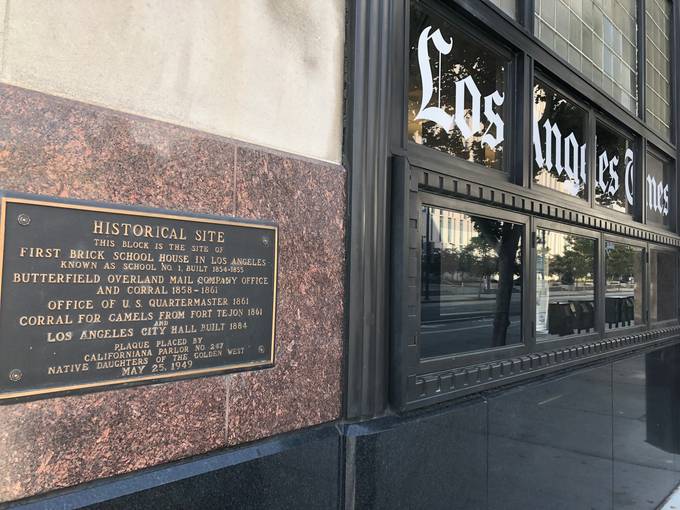 HISTORICAL SITE
THIS BLOCK IS THE SITE OF
FIRST BRICK SCHOOL HOUSE IN LOS ANGELES
KNOWN AS SCHOOL NO. 1, BUILT 1854-1855
BUTTERFIELD OVERLAND MAIL COMPANY OFFICE
AND CORRAL 1858-1861
OFFICE OF U.S. QUARTERMASTER 1861
CORRAL FOR CAMELS FROM FORT TEJON 1861
AND
LOS ANGELES CITY HALL BUILT 1884
PLAQUE PLACED BY
CALIFORNIANA PARLOR NO. 247
NATIVE DAUGHTERS OF THE GOLDEN WEST
MAY 25, 1949
Los Angeles Times